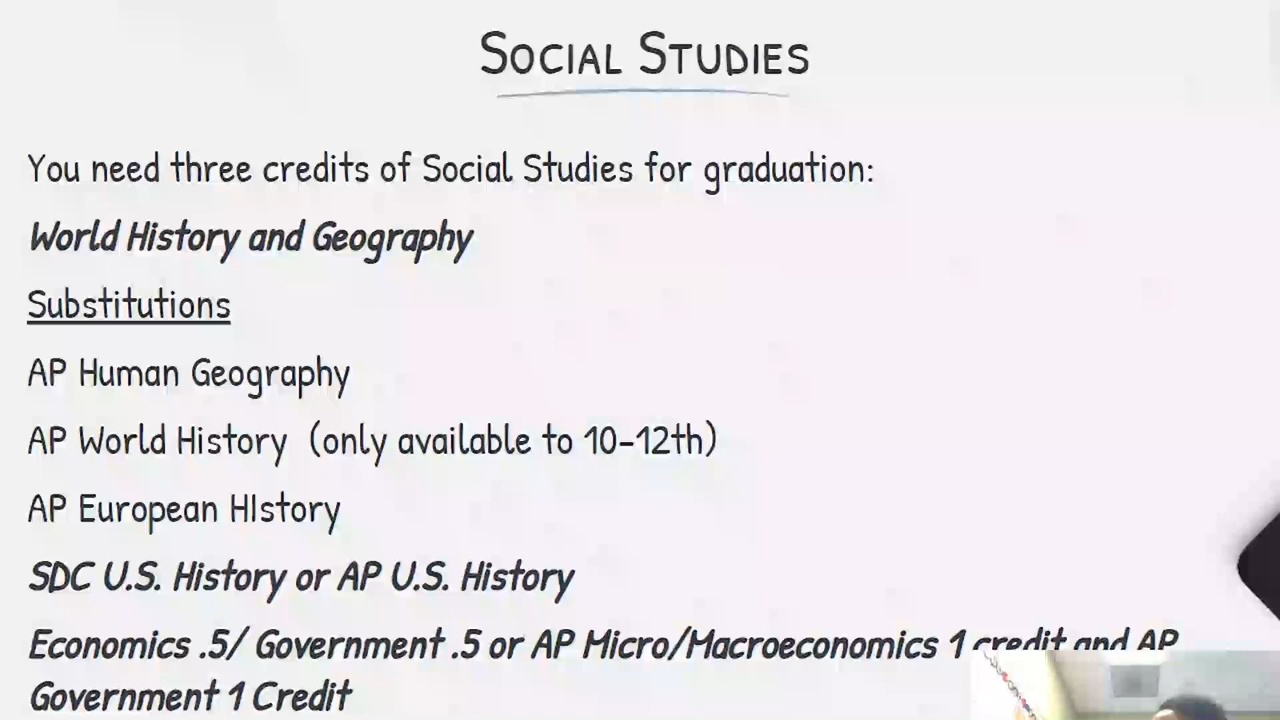 Social Studies
You need three credits of Social Studies for graduation:
World History and Geography
Substitutions
AP Human Geography
AP World History (only available to 10-12th)
AP European HIstory
SDC U.S. History or AP U.S. History
Economics .5/ Government .5 or AP Micro/Macroeconomics 1 credit and AP
Government 1 Credit